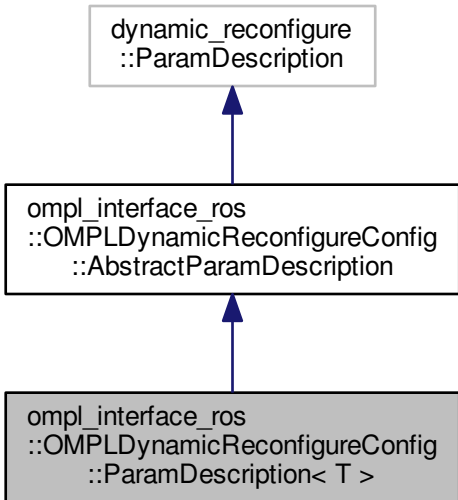 dynamic_reconfigure
::ParamDescription
ompl_interface_ros
::OMPLDynamicReconfigureConfig
::AbstractParamDescription
ompl_interface_ros
::OMPLDynamicReconfigureConfig
::ParamDescription< T >